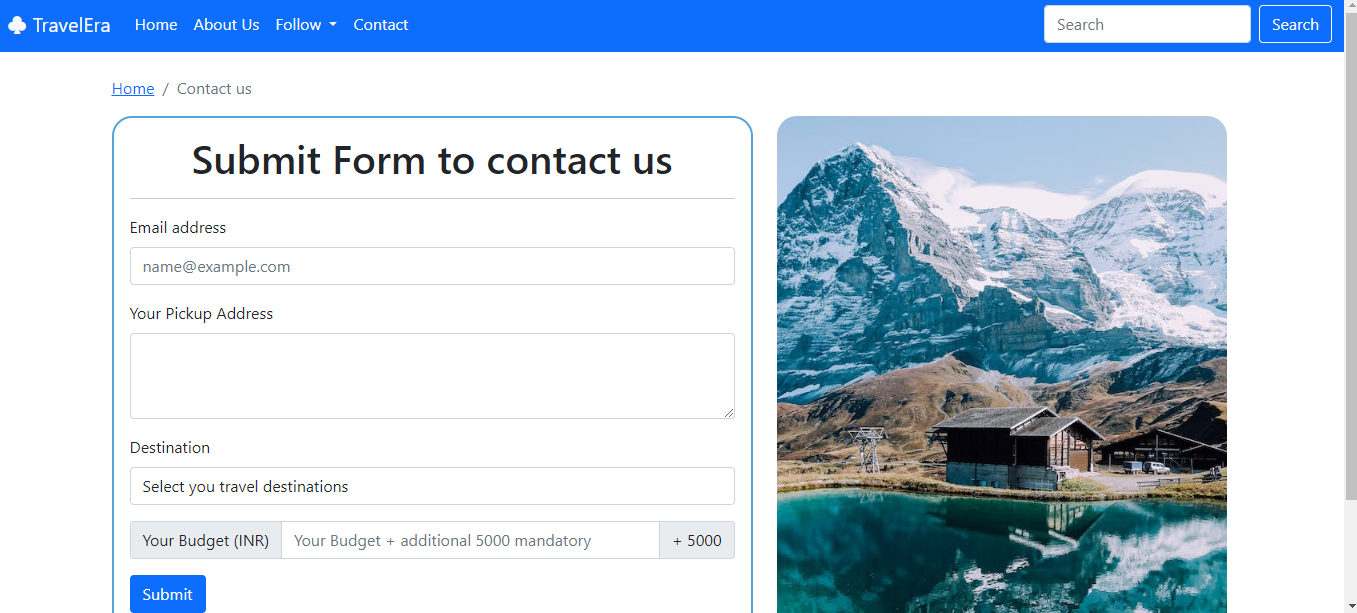 TravelEra Home About Us Follow Contact Search Search
Home / Contact us
Submit Form to contact us
Email address
name@example.com
Your Pickup Address
Destination
Select you travel destinations
Your Budget (INR) Your Budget + additional 5000 mandatory + 5000
Submit